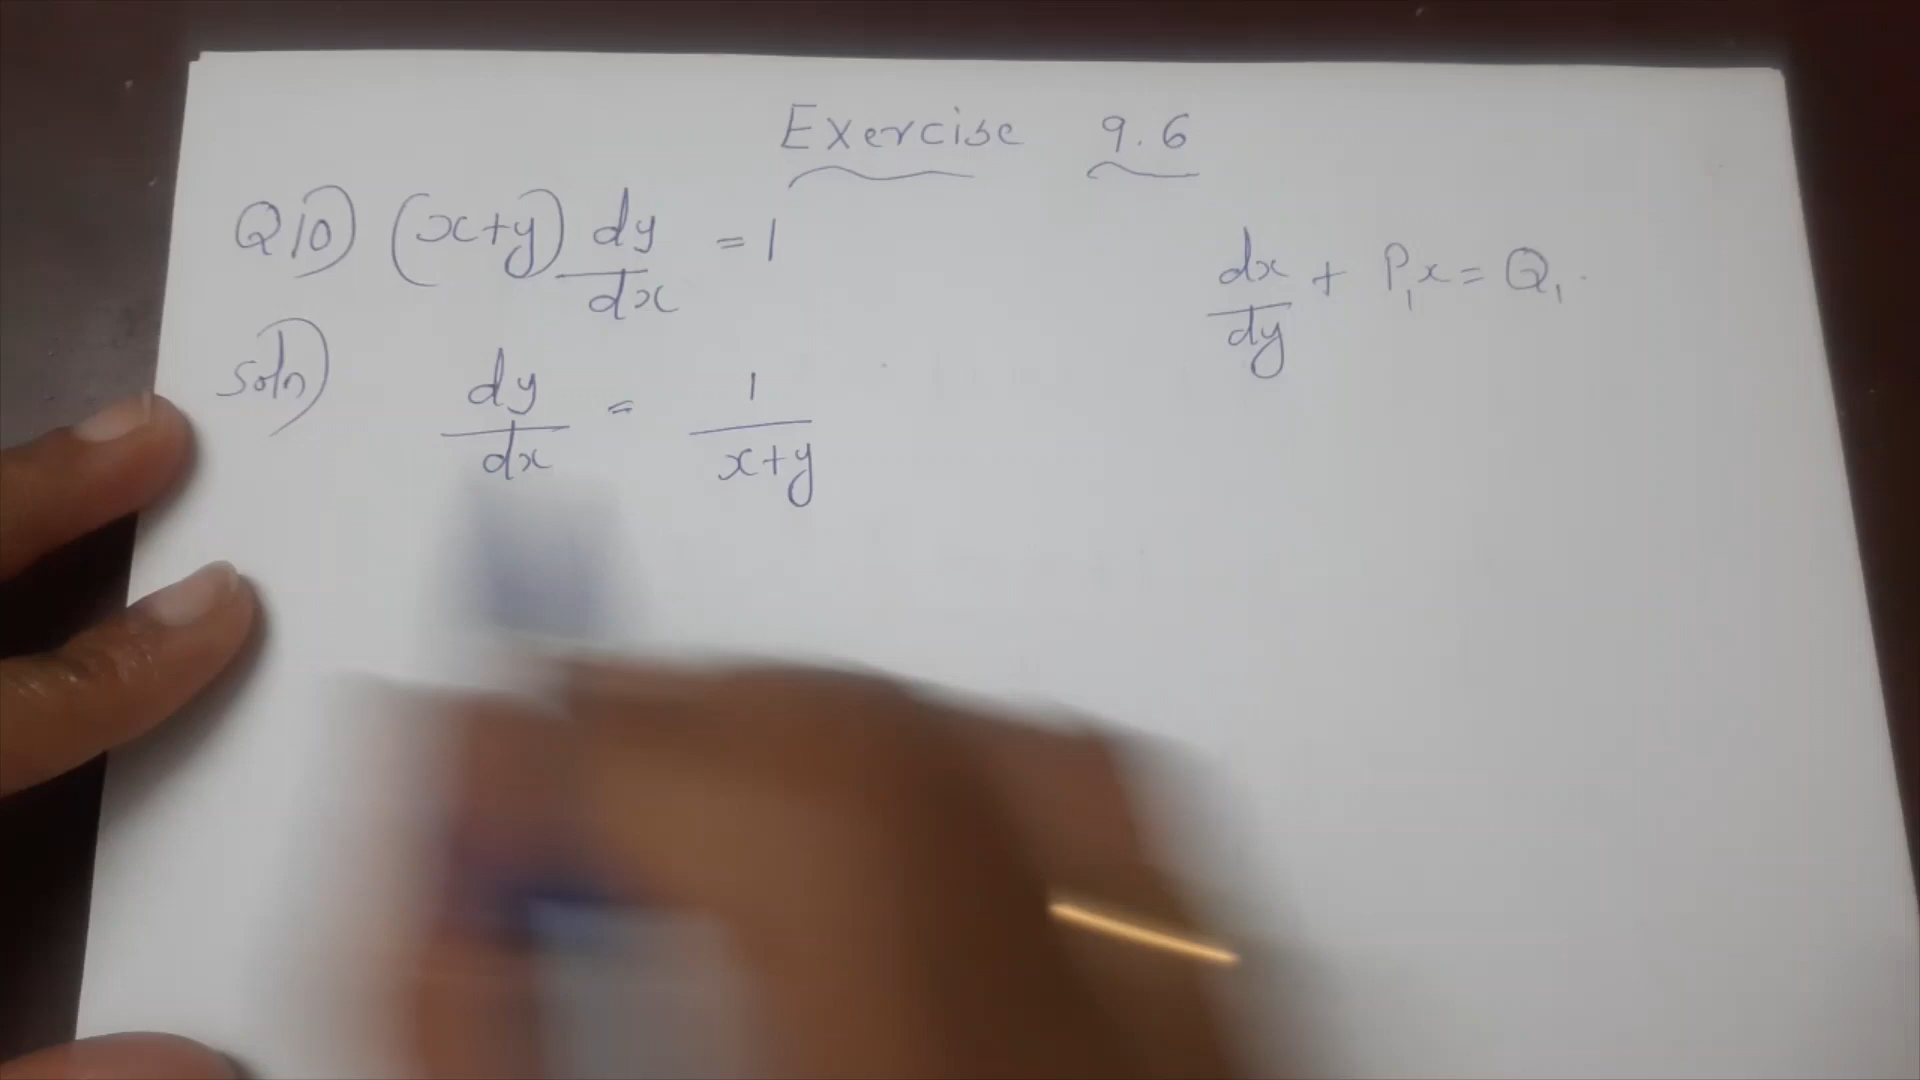 Exercise 9.6
Q10) (x+y) dy/dx = 1
dx/dy + P₁x = Q₁.
Soln) dy/dx = 1/x+y